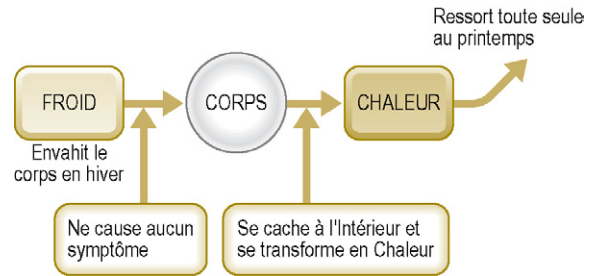 Ressort toute seule
au printemps
FROID
CORPS
CHALEUR
Envahit le
corps en hiver
Ne cause aucun
symptôme
Se cache à l'Intérieur et
se transforme en Chaleur